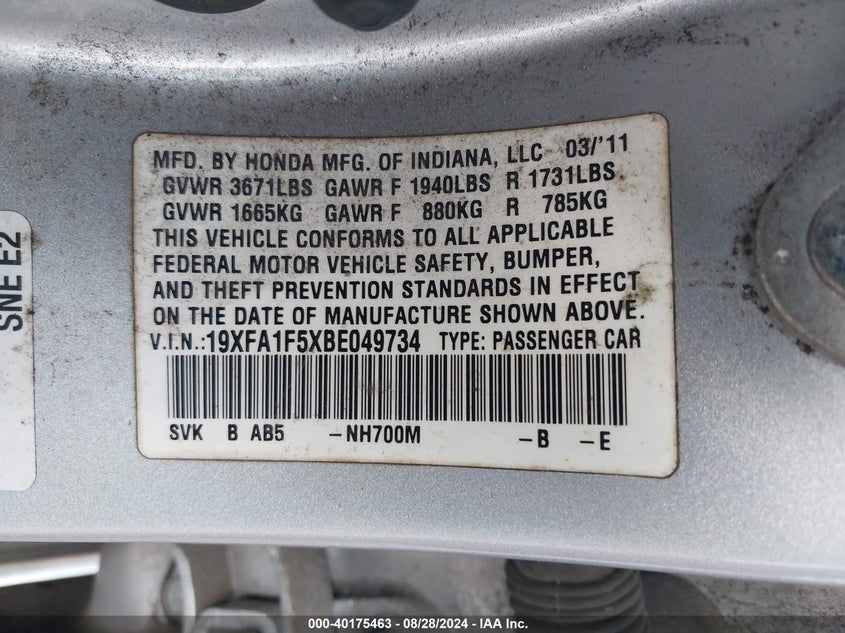 MFD. BY HONDA MFG. OF INDIANA, LLC 03/'11
GVWR 3671LBS GAWR F 1940LBS R 1731LBS
GVWR 1665KG GAWR F 880KG R 785KG
THIS VEHICLE CONFORMS TO ALL APPLICABLE
FEDERAL MOTOR VEHICLE SAFETY, BUMPER,
AND THEFT PREVENTION STANDARDS IN EFFECT
ON THE DATE OF MANUFACTURE SHOWN ABOVE.
V.I.N.:19XFA1F5XBE049734 TYPE: PASSENGER CAR
SVK B AB5 -NH700M -B -E
SNE E2
000-40175463 - 08/28/2024 - IAA Inc.